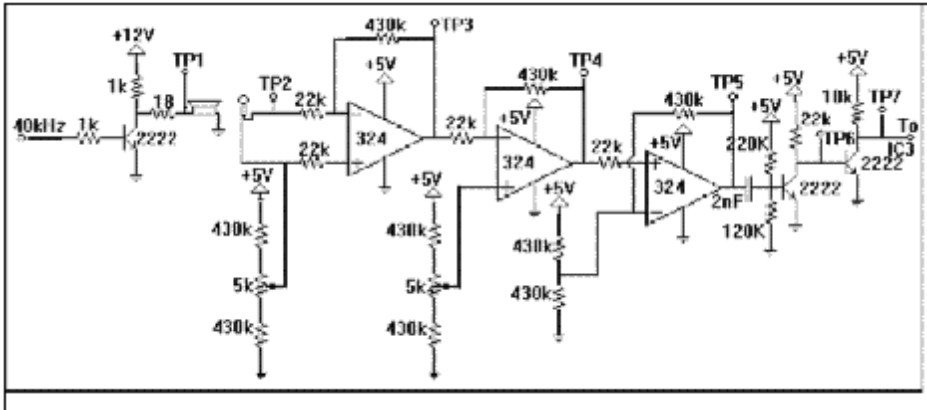 +12V
1k
TP1
18
40kHz
1k
2222
TP2
22k
22k
430k
TP3
+5V
324
+5V
430k
5k
430k
22k
430k
TP4
+5V
324
+5V
430k
5k
430k
22k
430k
TP5
+5V
324
+5V
430k
430k
2nF
+5V
220K
120K
+5V
22k
TP6
2222
+5V
10k
TP7
2222
To
IC3